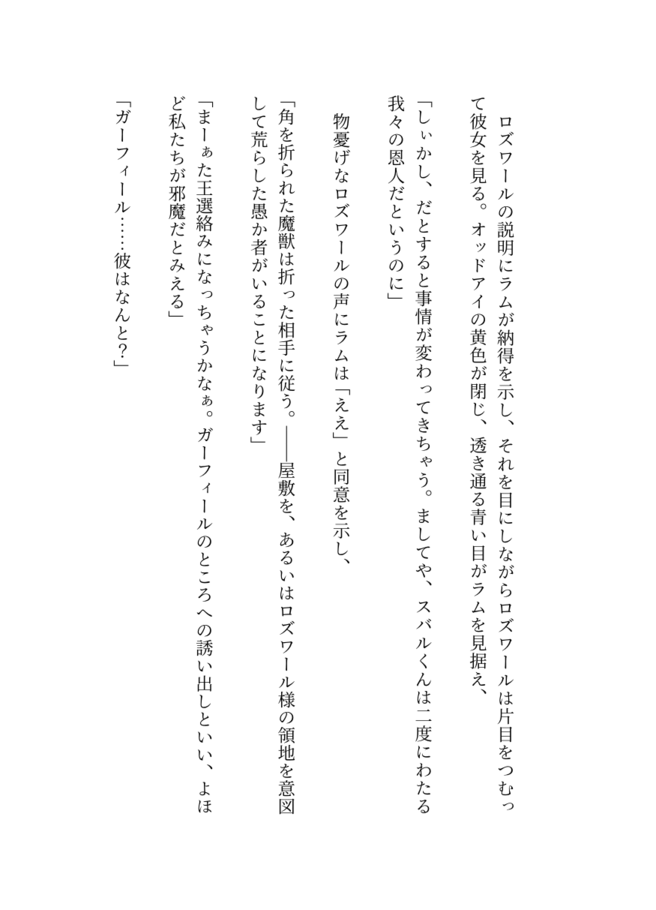 ロズワールの説明にラムが納得を示し、それを目にしながらロズワールは片目をつむっ
て彼女を見る。オッドアイの黄色が閉じ、透き通る青い目がラムを見据え、
「しぃかし、だとすると事情が変わってきちゃう。ましてや、スバルくんは二度にわたる
我々の恩人だというのに」
物憂げなロズワールの声にラムは「ええ」と同意を示し、
「角を折られた魔獣は折った相手に従う。――屋敷を、あるいはロズワール様の領地を意図
して荒らした愚か者がいることになります」
「まーぁた王選絡みになっちゃうかなぁ。ガーフィールのところへの誘い出しといい、よほ
ど私たちが邪魔だとみえる」
「ガーフィール……彼はなんと？」